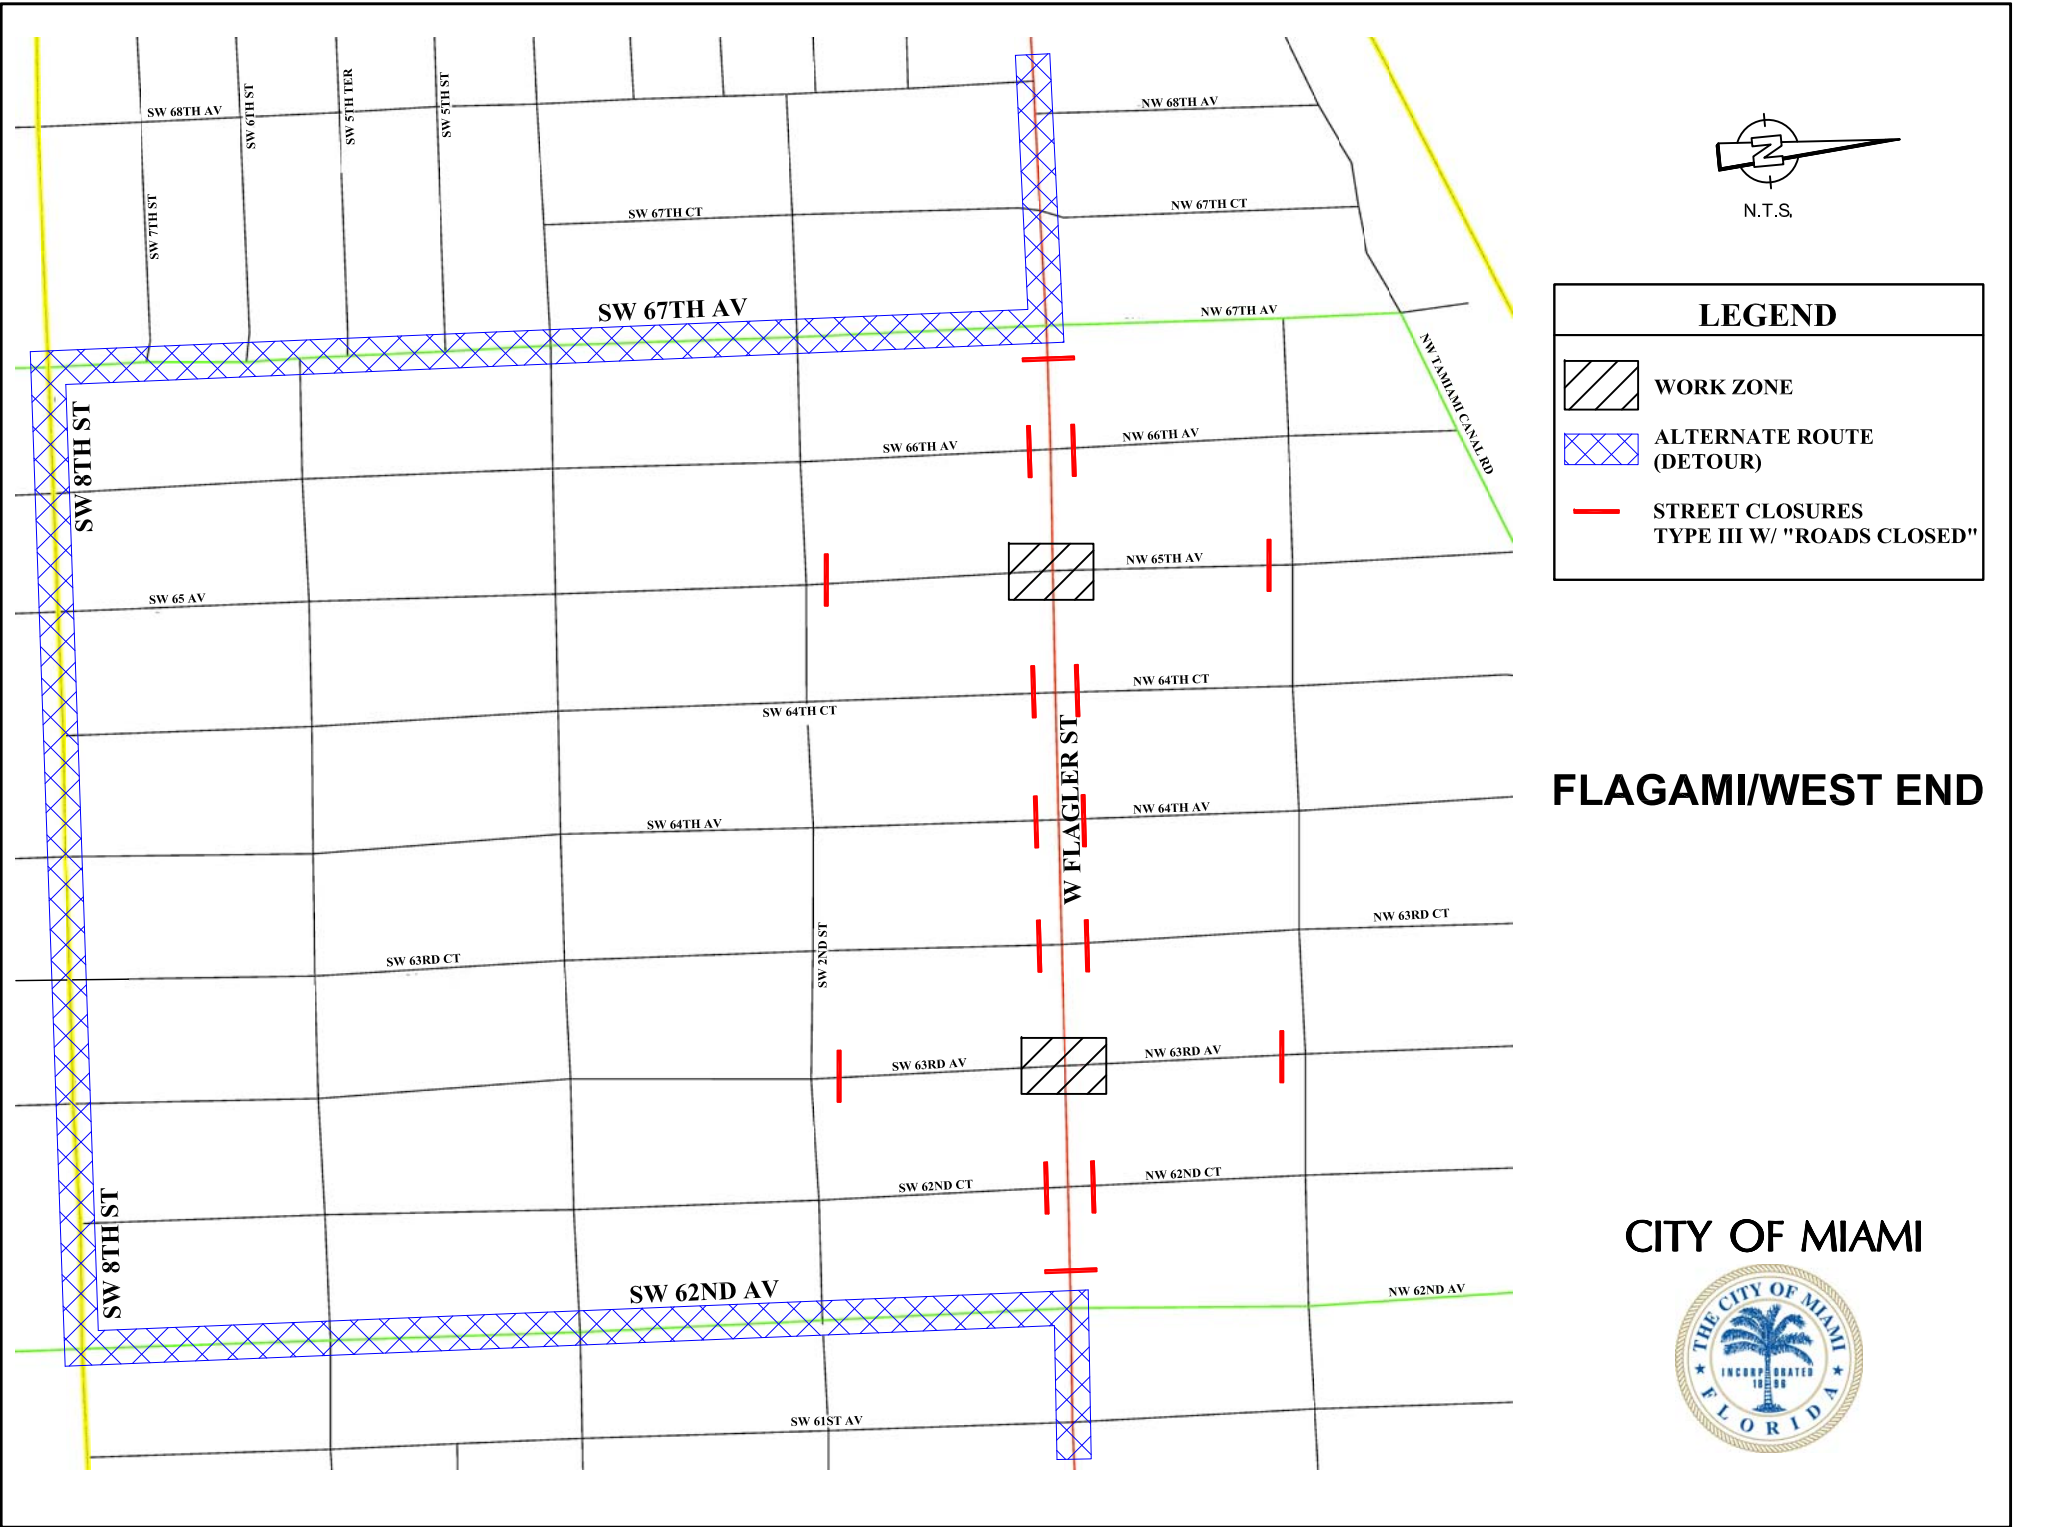 SW 68TH AV
SW 6TH ST
SW 5TH TER
SW 5TH ST
NW 68TH AV
SW 7TH ST
SW 67TH CT
NW 67TH CT
SW 67TH AV
NW 67TH AV
NW TAMIAMI CANAL RD
SW8TH ST
SW 66TH AV
NW 66TH AV
NW 65TH AV
SW 65 AV
NW 64TH CT
SW 64TH CT
W FLAGLER ST
SW 64TH AV
NW 64TH AV
NW 63RD CT
SW 63RD CT
SW 2ND ST
SW 63RD AV
NW 63RD AV
SW 62ND CT
NW 62ND CT
SW 8TH ST
SW 62ND AV
NW 62ND AV
SW 61ST AV
N
N.T.S.
LEGEND
WORK ZONE
ALTERNATE ROUTE
(DETOUR)
STREET CLOSURES
TYPE III W/ "ROADS CLOSED"
FLAGAMI/WEST END
CITY OF MIAMI
THE CITY OF MIAMI
INCORPORATED
18 96
FLORIDA